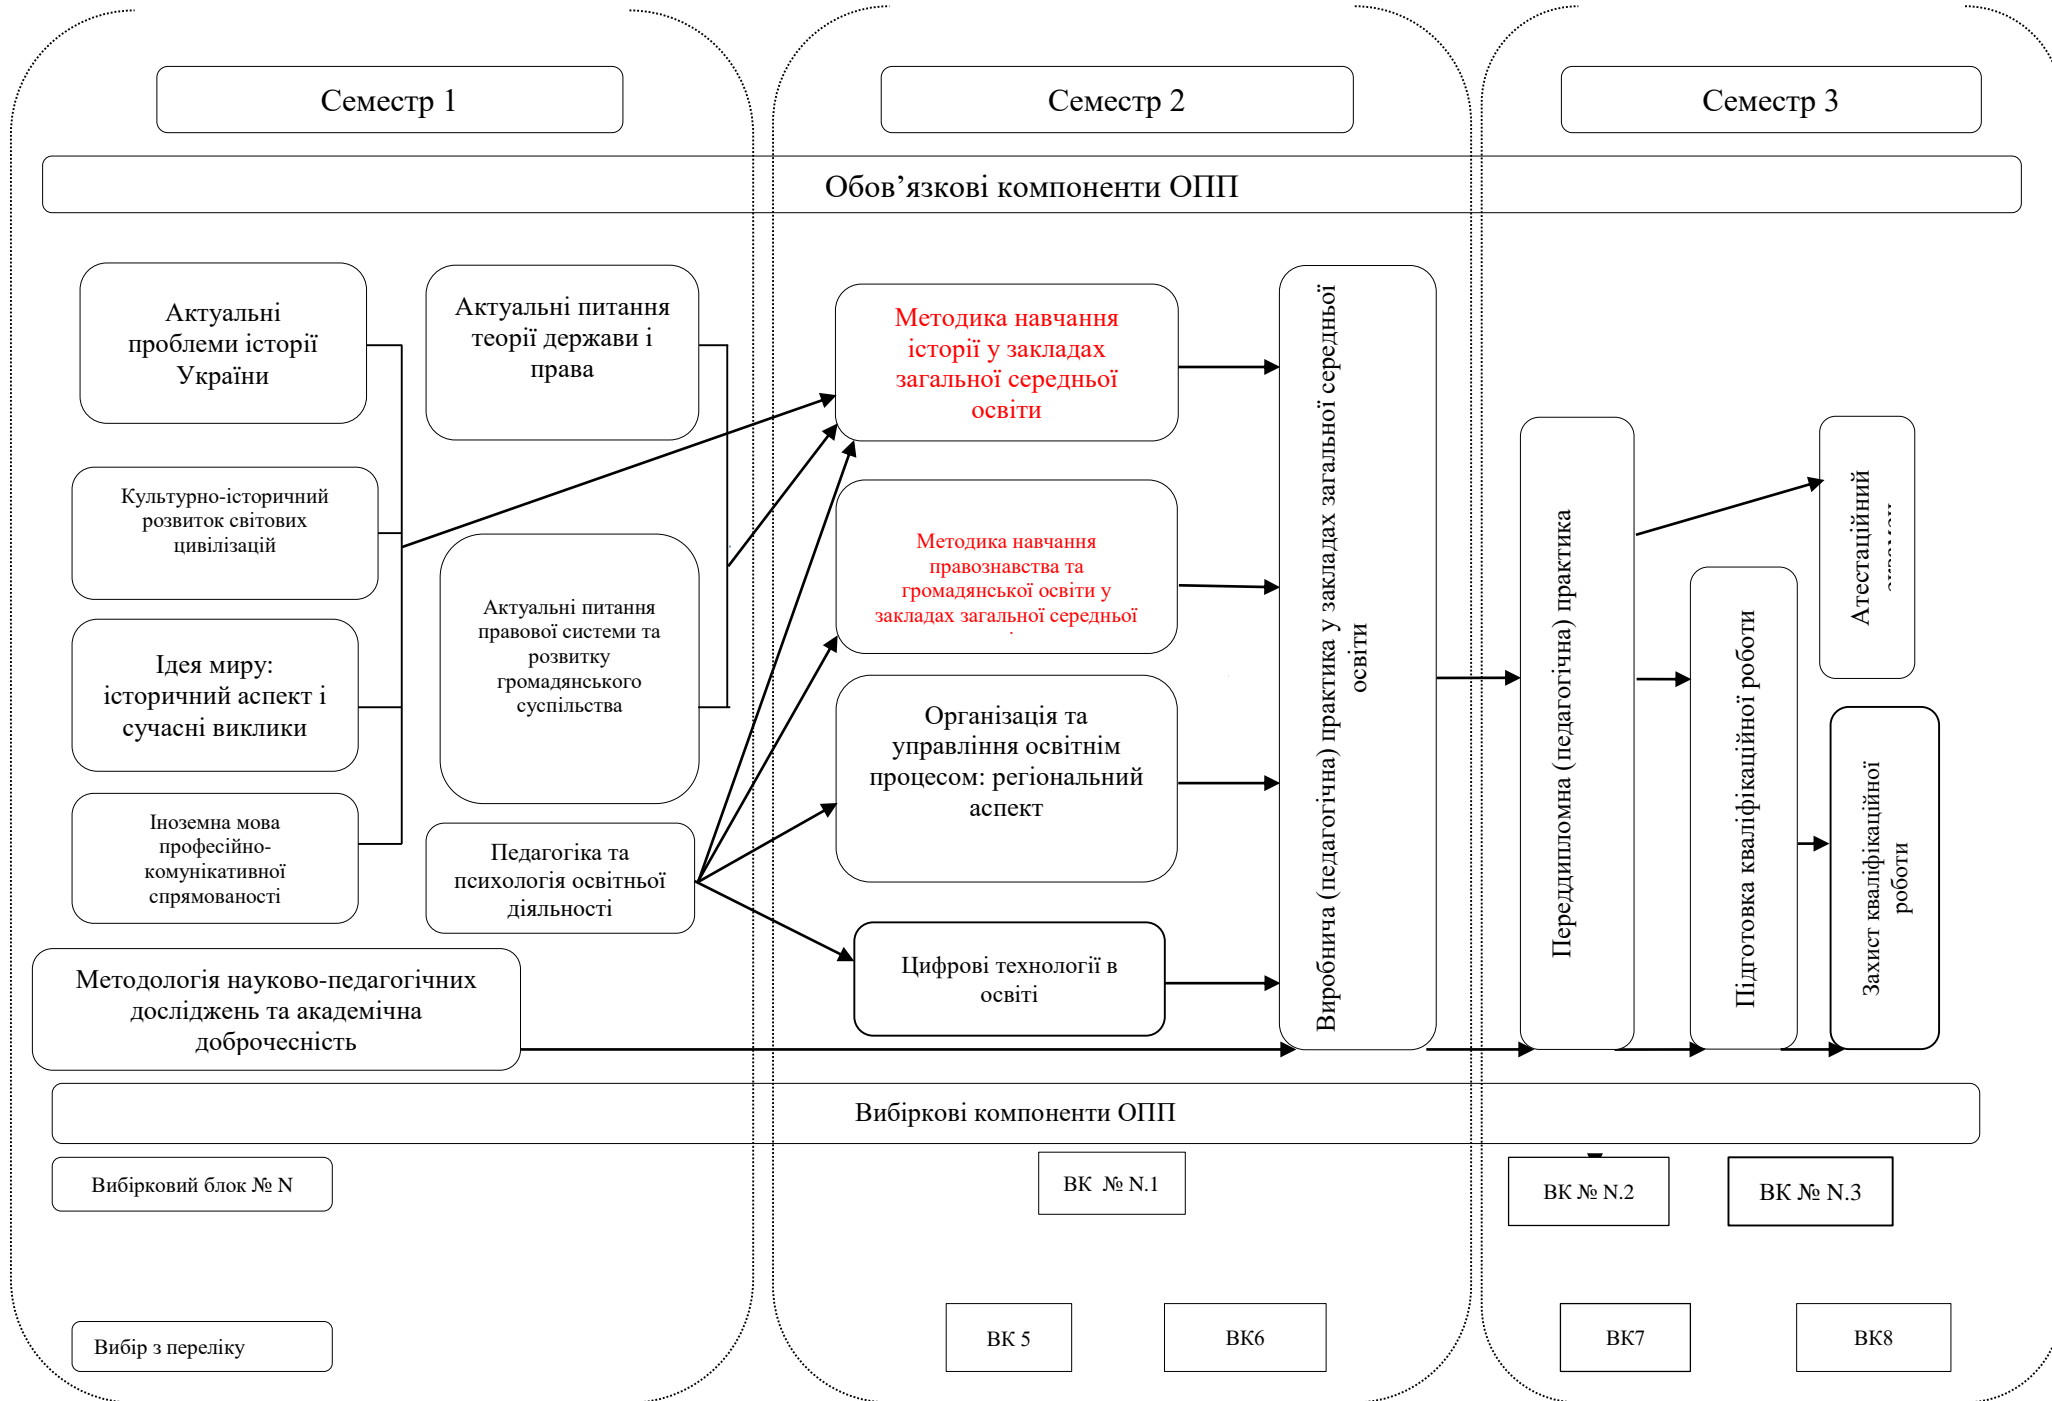 Семестр 1
Семестр 2
Семестр 3
Обов’язкові компоненти ОПП
Актуальні
проблеми історії
України
Актуальні питання
теорії держави і
права
Культурно-історичний
розвиток світових
цивілізацій
Актуальні питання
правової системи та
розвитку
громадянського
суспільства
Ідея миру:
історичний аспект і
сучасні виклики
Іноземна мова
професійно-
комунікативної
спрямованості
Педагогіка та
психологія освітньої
діяльності
Методологія науково-педагогічних
досліджень та академічна
доброчесність
Методика навчання
історії у закладах
загальної середньої
освіти
Методика навчання
правознавства та
громадянської освіти у
закладах загальної середньої
Організація та
управління освітнім
процесом: регіональний
аспект
Цифрові технології в
освіті
Виробнича (педагогічна) практика у закладах загальної середньої
освіти
Переддипломна (педагогічна) практика
Підготовка кваліфікаційної роботи
Атестаційний
Захист кваліфікаційної
роботи
Вибіркові компоненти ОПП
Вибірковий блок № N
ВК № N.1
ВК № N.2
ВК № N.3
Вибір з переліку
ВК 5
ВК6
ВК7
ВК8